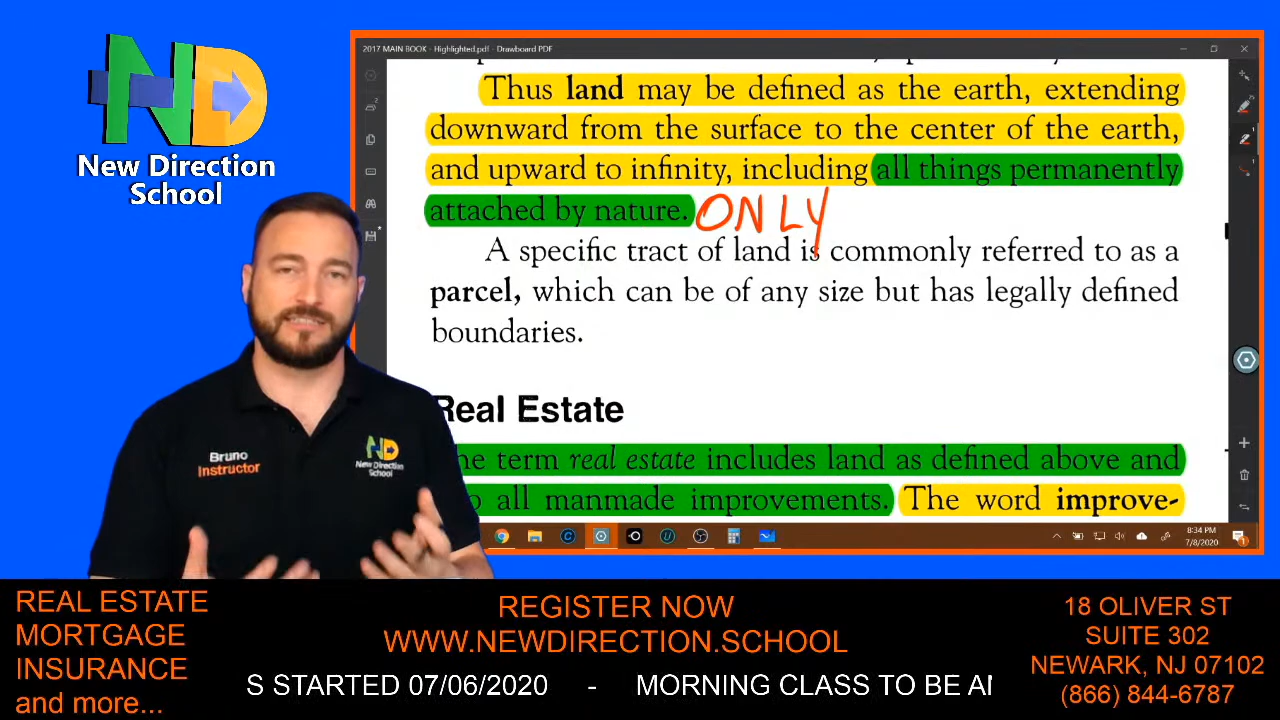 New Direction
School
2017 MAIN BOOK - Highlighted.pdf - Drawboard PDF
Thus land may be defined as the earth, extending
downward from the surface to the center of the earth,
and upward to infinity, including all things permanently
attached by nature. ONLY
A specific tract of land is commonly referred to as a
parcel, which can be of any size but has legally defined
boundaries.
Real Estate
he term real estate includes land as defined above and
all manmade improvements. The word improve-
8:34 PM
7/8/2020
Bruno
Instructor
New Direction
School
REAL ESTATE
MORTGAGE
INSURANCE
and more...
REGISTER NOW
WWW.NEWDIRECTION.SCHOOL
S STARTED 07/06/2020 - MORNING CLASS TO BE AN
18 OLIVER ST
SUITE 302
NEWARK, NJ 07102
(866) 844-6787